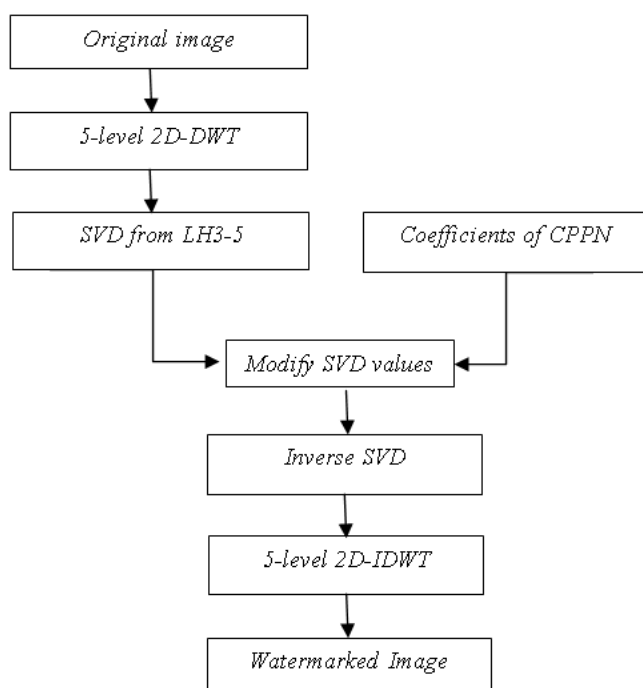 Original image
5-level 2D-DWT
SVD from LH3-5
Coefficients of CPPN
Modify SVD values
Inverse SVD
5-level 2D-IDWT
Watermarked Image